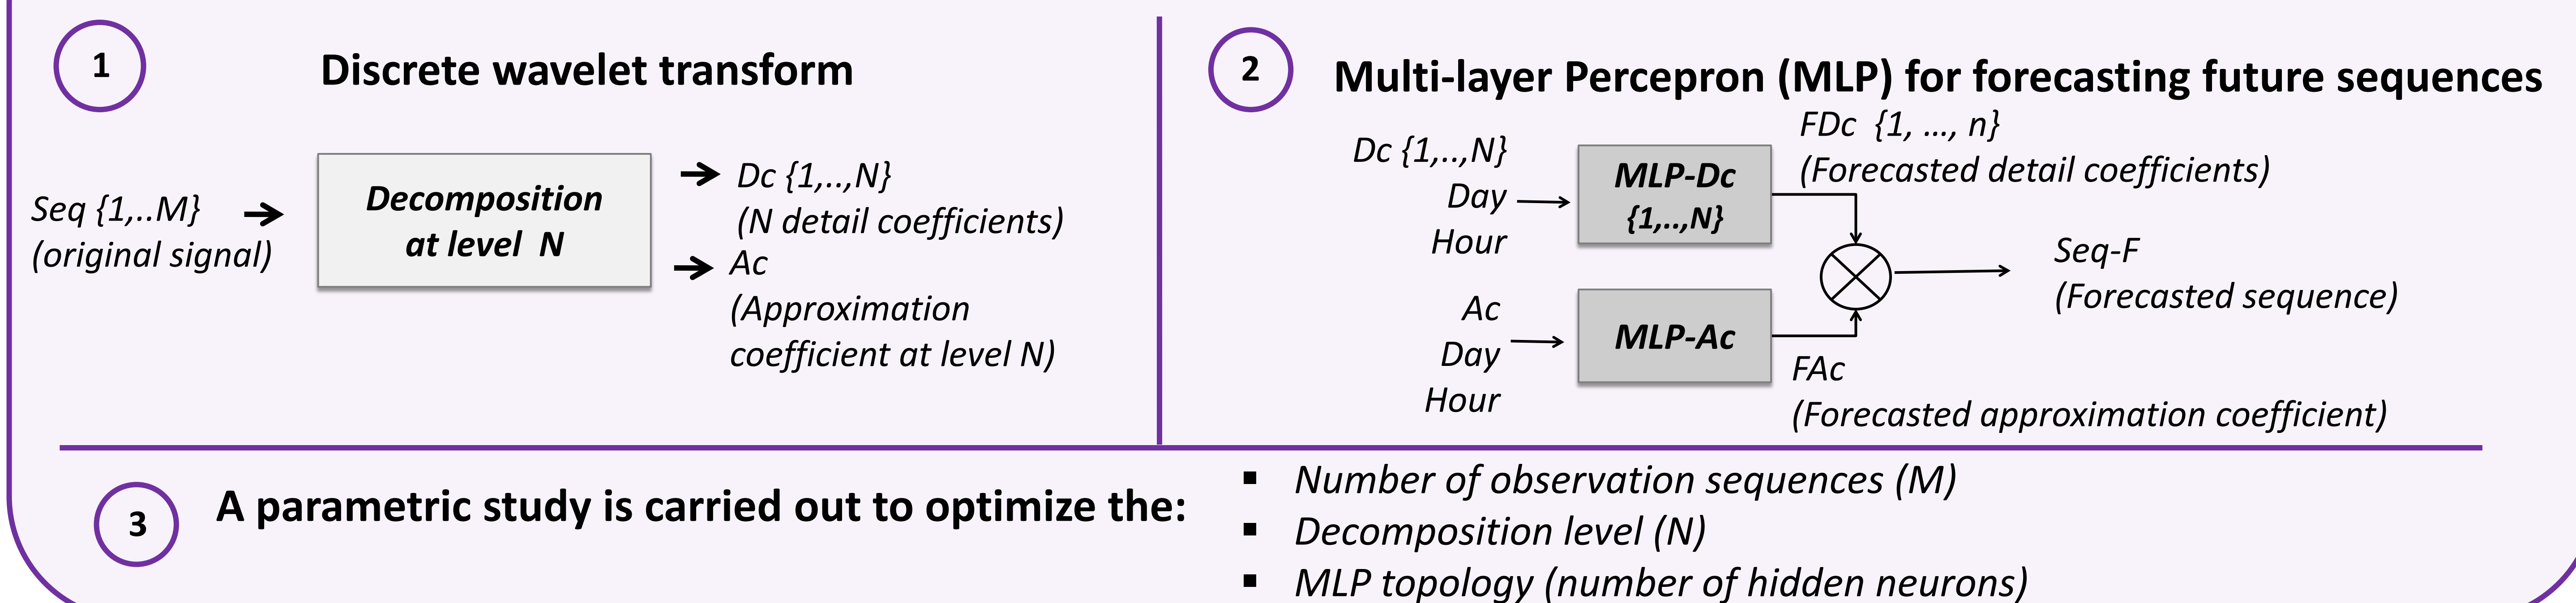 1
Discrete wavelet transform
Seq {1,..M}
(original signal)
Decomposition
at level N
Dc {1,..,N}
(N detail coefficients)
Ac
(Approximation
coefficient at level N)
2
Multi-layer Percepron (MLP) for forecasting future sequences
Dc {1,..,N}
Day
Hour
MLP-Dc
{1,..,N}
FDc {1, ..., n}
(Forecasted detail coefficients)
Ac
Day
Hour
MLP-Ac
FAc
(Forecasted approximation coefficient)
Seq-F
(Forecasted sequence)
3
A parametric study is carried out to optimize the:
▪ Number of observation sequences (M)
▪ Decomposition level (N)
▪ MLP topology (number of hidden neurons)